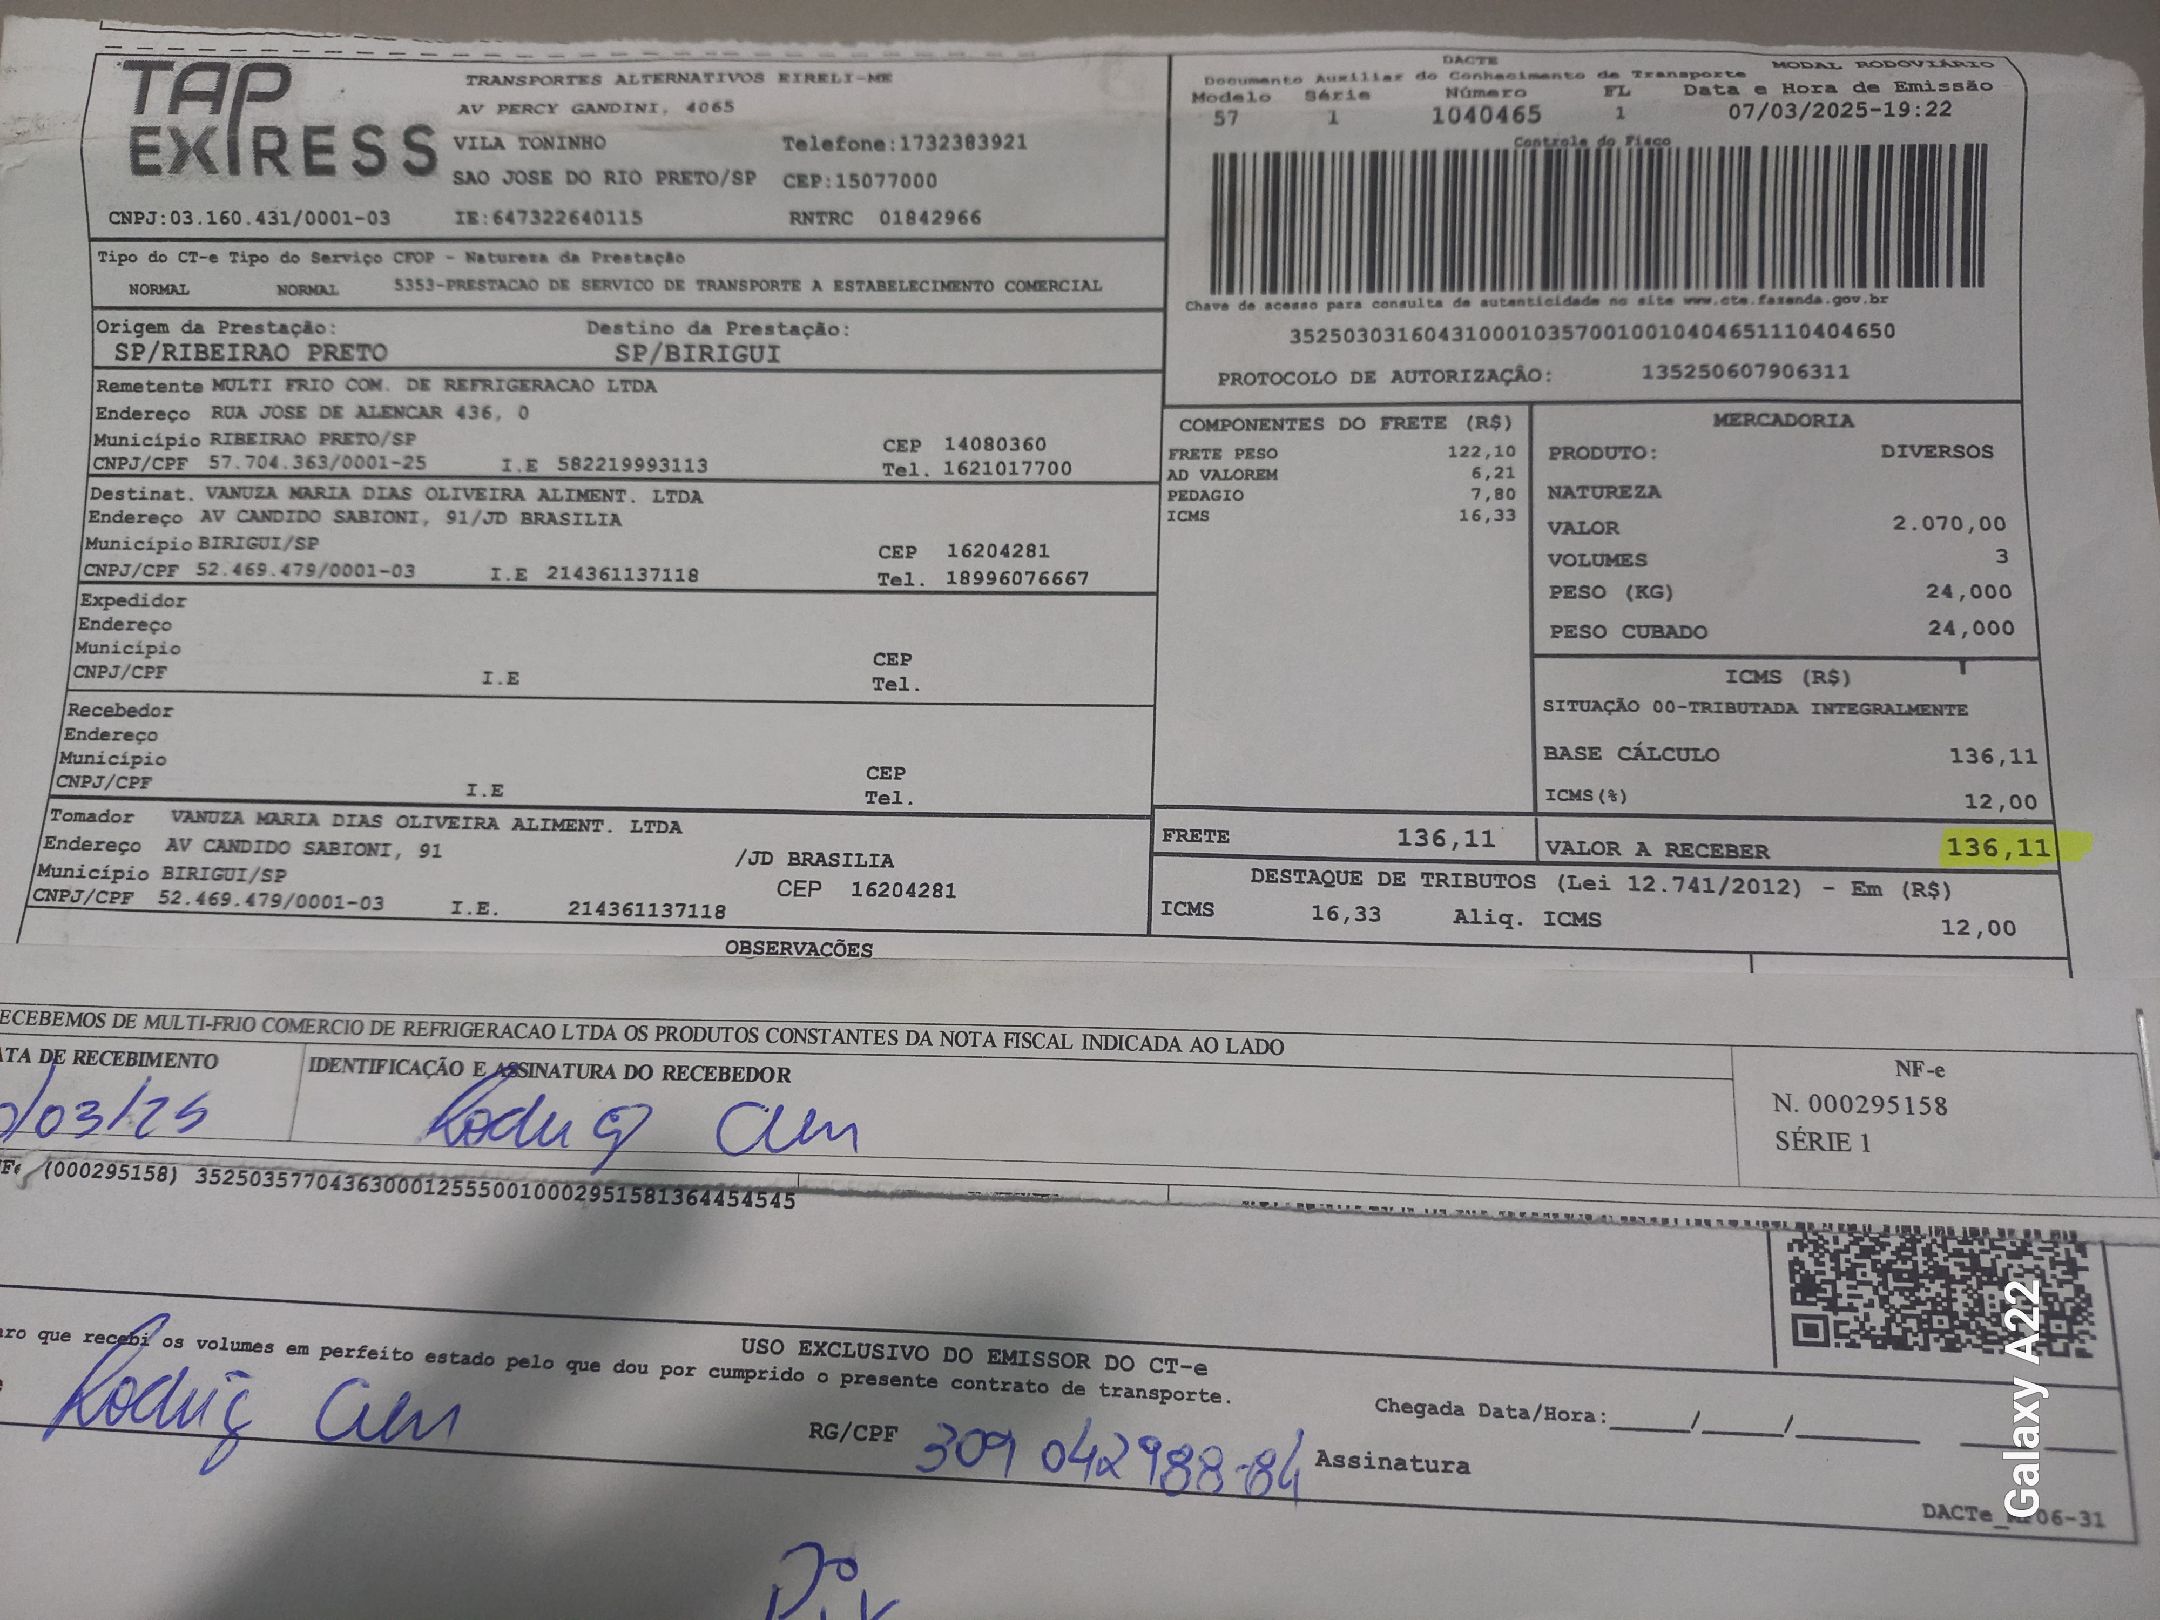 TAP EXPRESS
TRANSPORTES ALTERNATIVOS EIRELI-ME
AV PERCY GANDINI, 4065
VILA TONINHO Telefone:1732383921
SAO JOSE DO RIO PRETO/SP CEP:15077000
CNPJ:03.160.431/0001-03 IE:647322640115 RNTRC 01842966
DACTE
MODAL RODOVIÁRIO
Documento Auxiliar do Conhecimento de Transporte
Modelo Série Número FL Data e Hora de Emissão
57 1 1040465 1 07/03/2025-19:22
Controle do Fisco
Chave de acesso para consulta de autenticidade no site www.cte.fazenda.gov.br
35250303160431000103570010010404651110404650
PROTOCOLO DE AUTORIZAÇÃO: 135250607906311
Tipo do CT-e Tipo do Serviço CFOP - Natureza da Prestação
NORMAL NORMAL 5353-PRESTACAO DE SERVICO DE TRANSPORTE A ESTABELECIMENTO COMERCIAL
Origem da Prestação: Destino da Prestação:
SP/RIBEIRAO PRETO SP/BIRIGUI
Remetente MULTI FRIO COM. DE REFRIGERACAO LTDA
Endereço RUA JOSE DE ALENCAR 436, 0
Município RIBEIRAO PRETO/SP CEP 14080360
CNPJ/CPF 57.704.363/0001-25 I.E 582219993113 Tel. 1621017700
Destinat. VANUZA MARIA DIAS OLIVEIRA ALIMENT. LTDA
Endereço AV CANDIDO SABIONI, 91/JD BRASILIA
Município BIRIGUI/SP CEP 16204281
CNPJ/CPF 52.469.479/0001-03 I.E 214361137118 Tel. 18996076667
Expedidor
Endereço
Município CEP
CNPJ/CPF I.E Tel.
Recebedor
Endereço
Município CEP
CNPJ/CPF I.E Tel.
Tomador VANUZA MARIA DIAS OLIVEIRA ALIMENT. LTDA
Endereço AV CANDIDO SABIONI, 91 /JD BRASILIA
Município BIRIGUI/SP CEP 16204281
CNPJ/CPF 52.469.479/0001-03 I.E. 214361137118
COMPONENTES DO FRETE (R$)
FRETE PESO 122,10
AD VALOREM 6,21
PEDAGIO 7,80
ICMS 16,33
MERCADORIA
PRODUTO: DIVERSOS
NATUREZA
VALOR 2.070,00
VOLUMES 3
PESO (KG) 24,000
PESO CUBADO 24,000
ICMS (R$)
SITUAÇÃO 00-TRIBUTADA INTEGRALMENTE
BASE CÁLCULO 136,11
ICMS(%) 12,00
FRETE 136,11 VALOR A RECEBER 136,11
DESTAQUE DE TRIBUTOS (Lei 12.741/2012) - Em (R$)
ICMS 16,33 Aliq. ICMS 12,00
OBSERVACÕES
ECEBEMOS DE MULTI-FRIO COMERCIO DE REFRIGERACAO LTDA OS PRODUTOS CONSTANTES DA NOTA FISCAL INDICADA AO LADO
ATA DE RECEBIMENTO IDENTIFICAÇÃO E ASSINATURA DO RECEBEDOR
/03/25
NF-e
N. 000295158
SÉRIE 1
(000295158) 35250357704363000125550010002951581364454545
USO EXCLUSIVO DO EMISSOR DO CT-e
aro que recebi os volumes em perfeito estado pelo que dou por cumprido o presente contrato de transporte.
Chegada Data/Hora:____/____/____
RG/CPF 309 042988-84 Assinatura
Galaxy A22